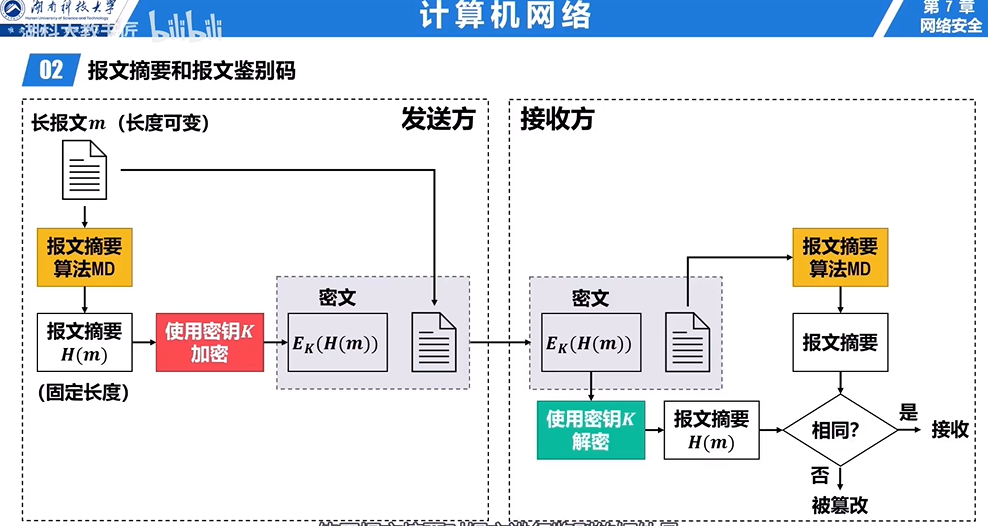 湖南科技大学
Hunan University of Science and Technology
湖科大教书匠
bilibili
计算机网络
第 7 章
网络安全
02
报文摘要和报文鉴别码
长报文m（长度可变）
发送方
报文摘要
算法MD
报文摘要
H(m)
(固定长度)
使用密钥K
加密
密文
E_K(H(m))
接收方
密文
E_K(H(m))
使用密钥K
解密
报文摘要
H(m)
报文摘要
算法MD
报文摘要
相同？
是
接收
否
被篡改